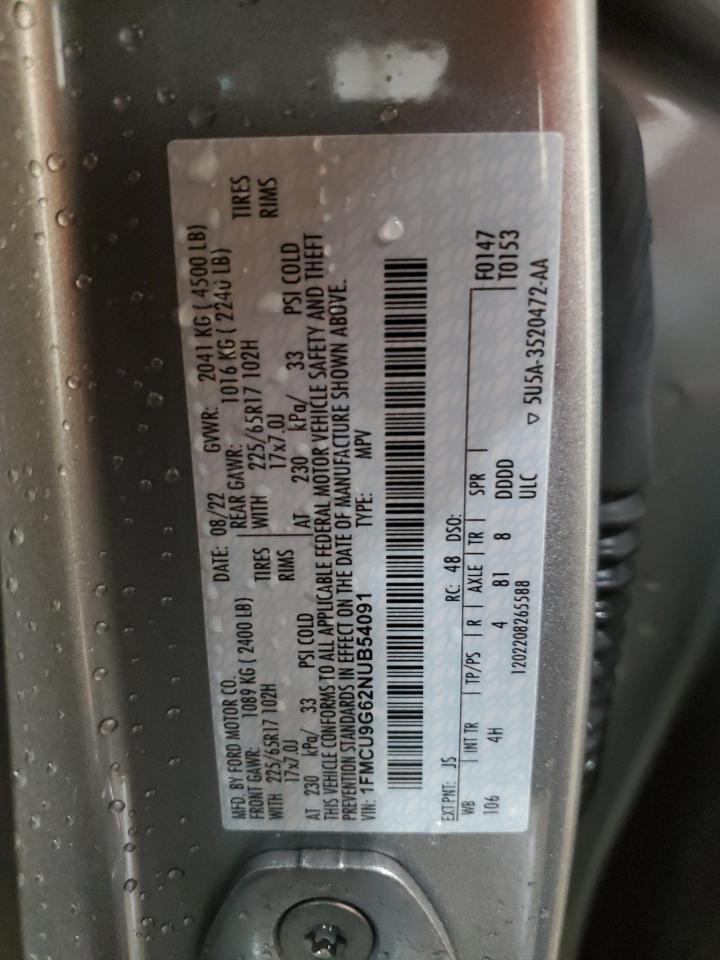 MFD. BY FORD MOTOR CO. DATE: 08/22 GVWR: 2041 KG ( 4500 LB)
FRONT GAWR: 1089 KG ( 2400 LB) REAR GAWR: 1016 KG ( 2240 LB)
WITH 225/65R17 102H TIRES WITH 225/65R17 102H TIRES
17x7.0J RIMS 17x7.0J RIMS
AT 230 kPa/ 33 PSI COLD AT 230 kPa/ 33 PSI COLD
THIS VEHICLE CONFORMS TO ALL APPLICABLE FEDERAL MOTOR VEHICLE SAFETY AND THEFT
PREVENTION STANDARDS IN EFFECT ON THE DATE OF MANUFACTURE SHOWN ABOVE.
VIN: 1FMCU9G62NUB54091 TYPE: MPV
EXT PNT: JS RC: 48 DSO:
WB INT TR TP/PS R AXLE TR SPR F0147
106 4H 4 81 8 DDDD T0153
1202208265588 ULC 5U5A-3520472-AA